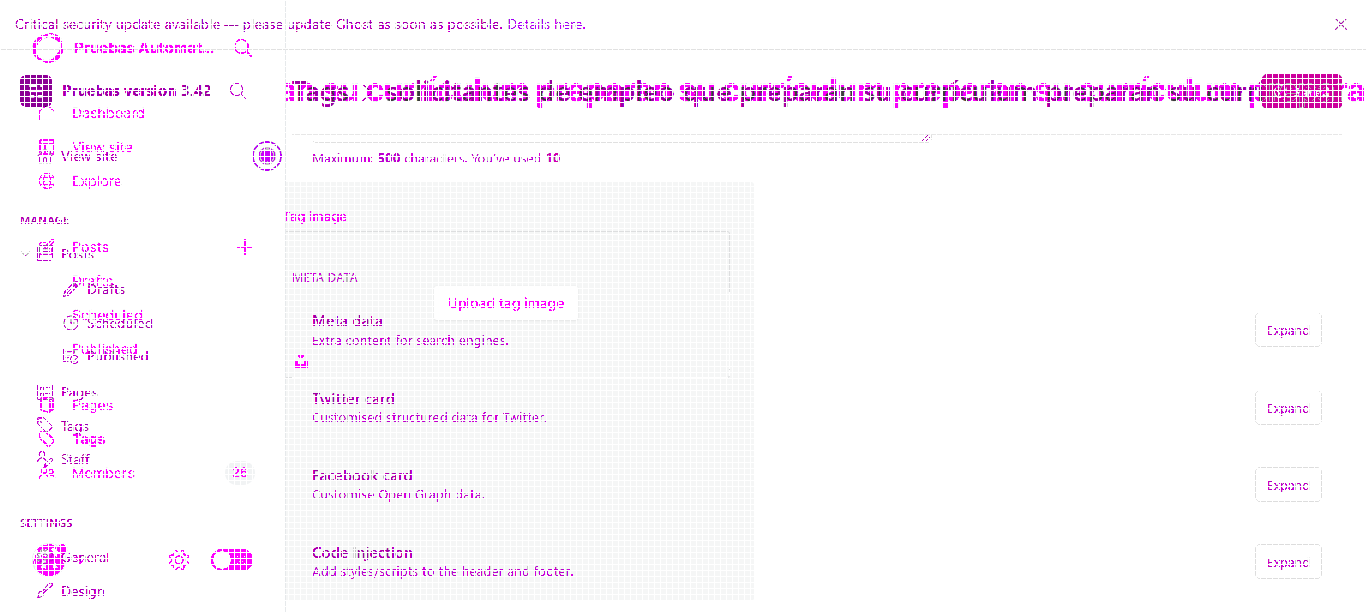 Critical security update available --- please update Ghost as soon as possible. Details here.
Pruebas Automat...
Pruebas version 3.42
Dashboard
View site
View site
Explore
Maximum: 500 characters. You've used 10
MANAGE
Tag image
Posts
Posts
META DATA
Drafts
Drafts
Upload tag image
Scheduled
Scheduled
Meta data
Expand
Extra content for search engines.
Published
Published
Pages
Pages
Twitter card
Customised structured data for Twitter.
Expand
Tags
Tags
Staff
Members
26
Facebook card
Customise Open Graph data.
Expand
SETTINGS
General
Code injection
Add styles/scripts to the header and footer.
Expand
Design